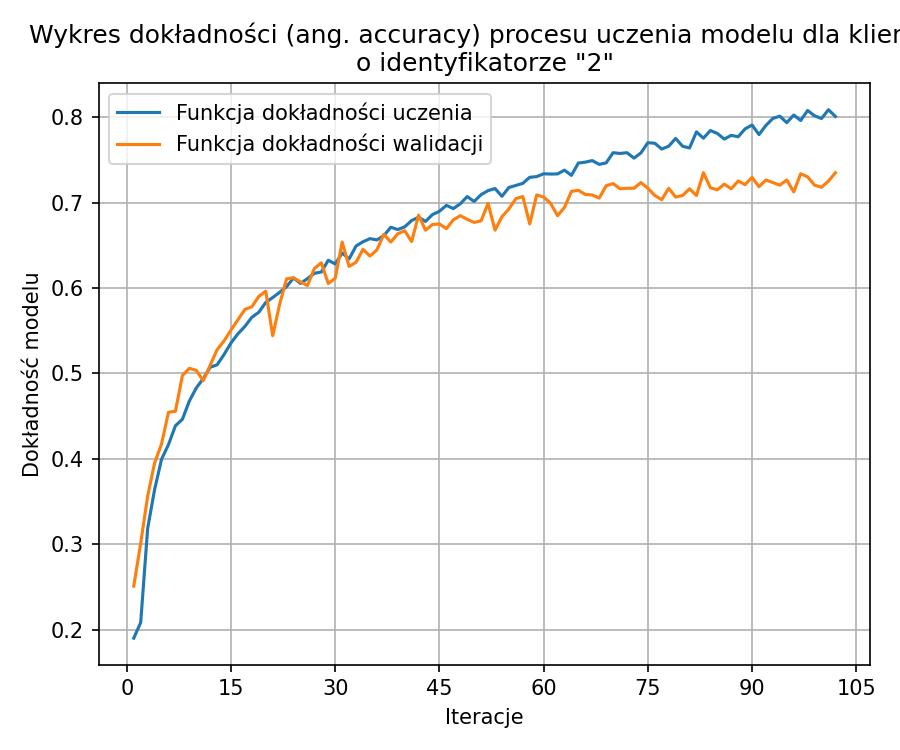 Wykres dokładności (ang. accuracy) procesu uczenia modelu dla
o identyfikatorze "2"
Funkcja dokładności uczenia
Funkcja dokładności walidacji
Dokładność modelu
0.8
0.7
0.6
0.5
0.4
0.3
0.2
0 15 30 45 60 75 90 105
Iteracje